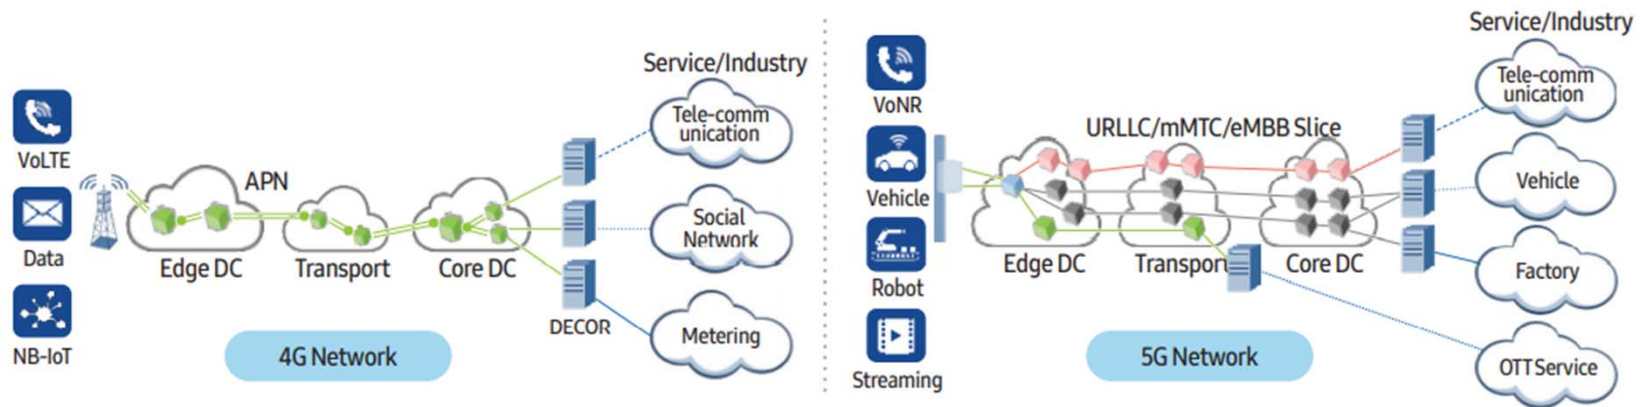 Service/Industry
VoLTE
Data
NB-IoT
APN
Edge DC
Transport
Core DC
DECOR
Tele-comm
unication
Social
Network
Metering
4G Network
Service/Industry
VoNR
Vehicle
Robot
Streaming
URLLC/mMTC/eMBB Slice
Edge DC
Transport
Core DC
Tele-comm
unication
Vehicle
Factory
OTT Service
5G Network